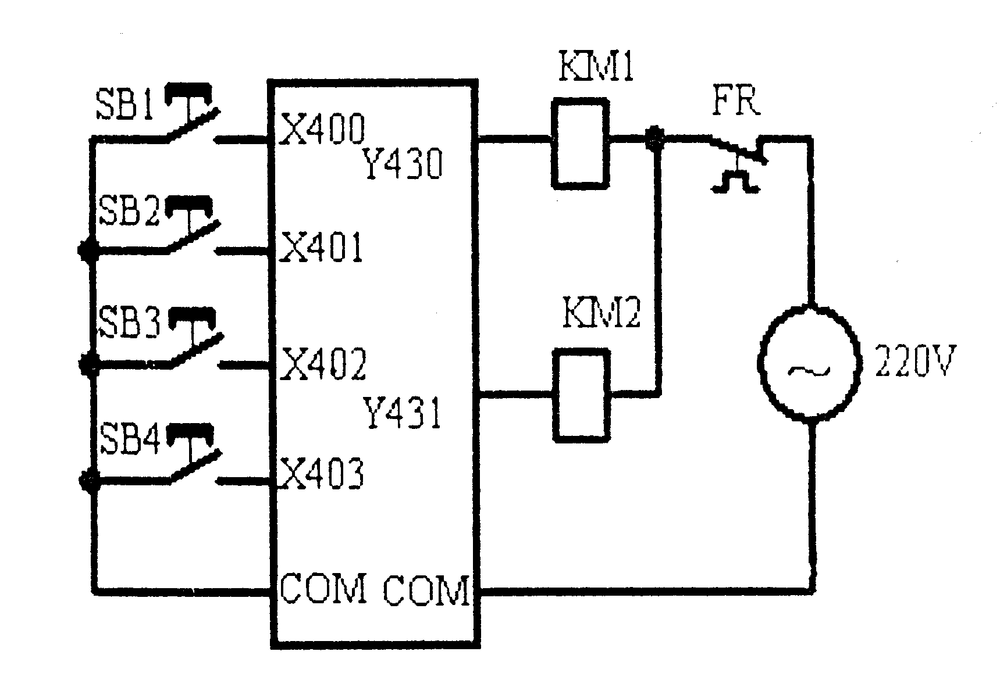 KM1
FR
SB1
X400
Y430
SB2
X401
KM2
SB3
X402
220V
~
Y431
SB4
X403
COM COM